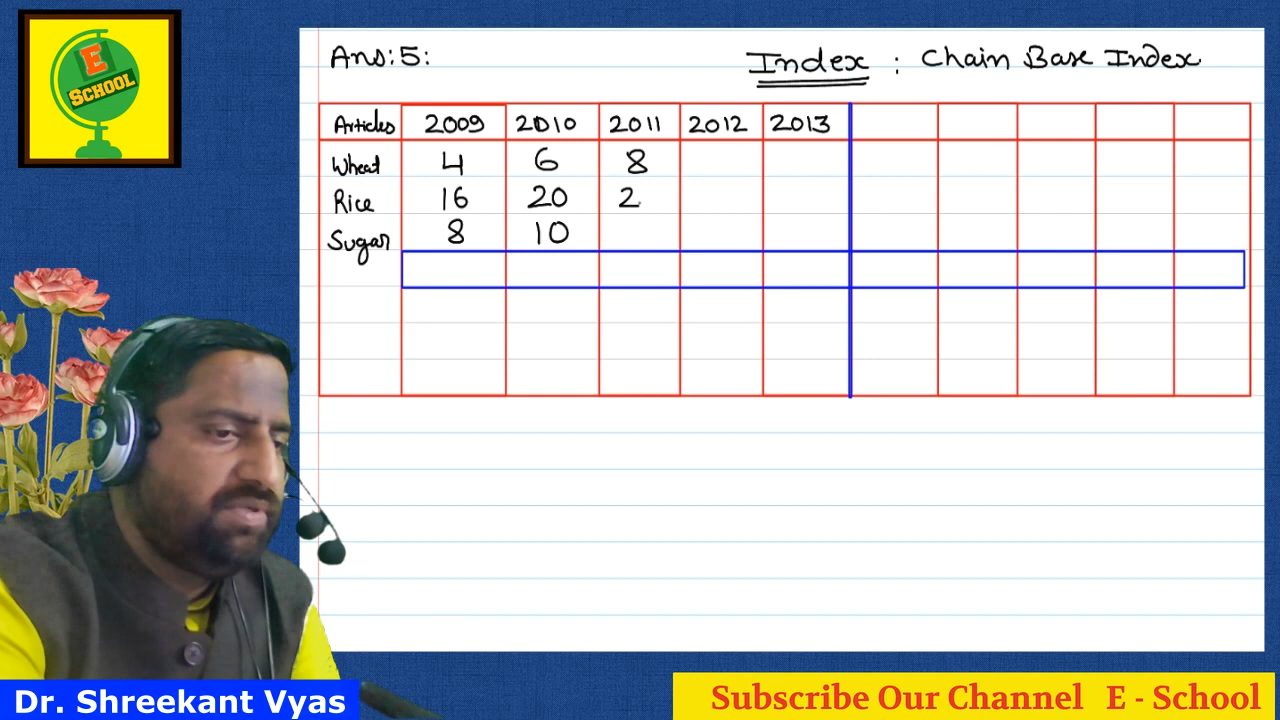 E
SCHOOL
Ans:5:
Index : Chain Base Index
Articles 2009 2010 2011 2012 2013
Wheat 4 6 8
Rice 16 20 2
Sugar 8 10
Dr. Shreekant Vyas
Subscribe Our Channel E - School